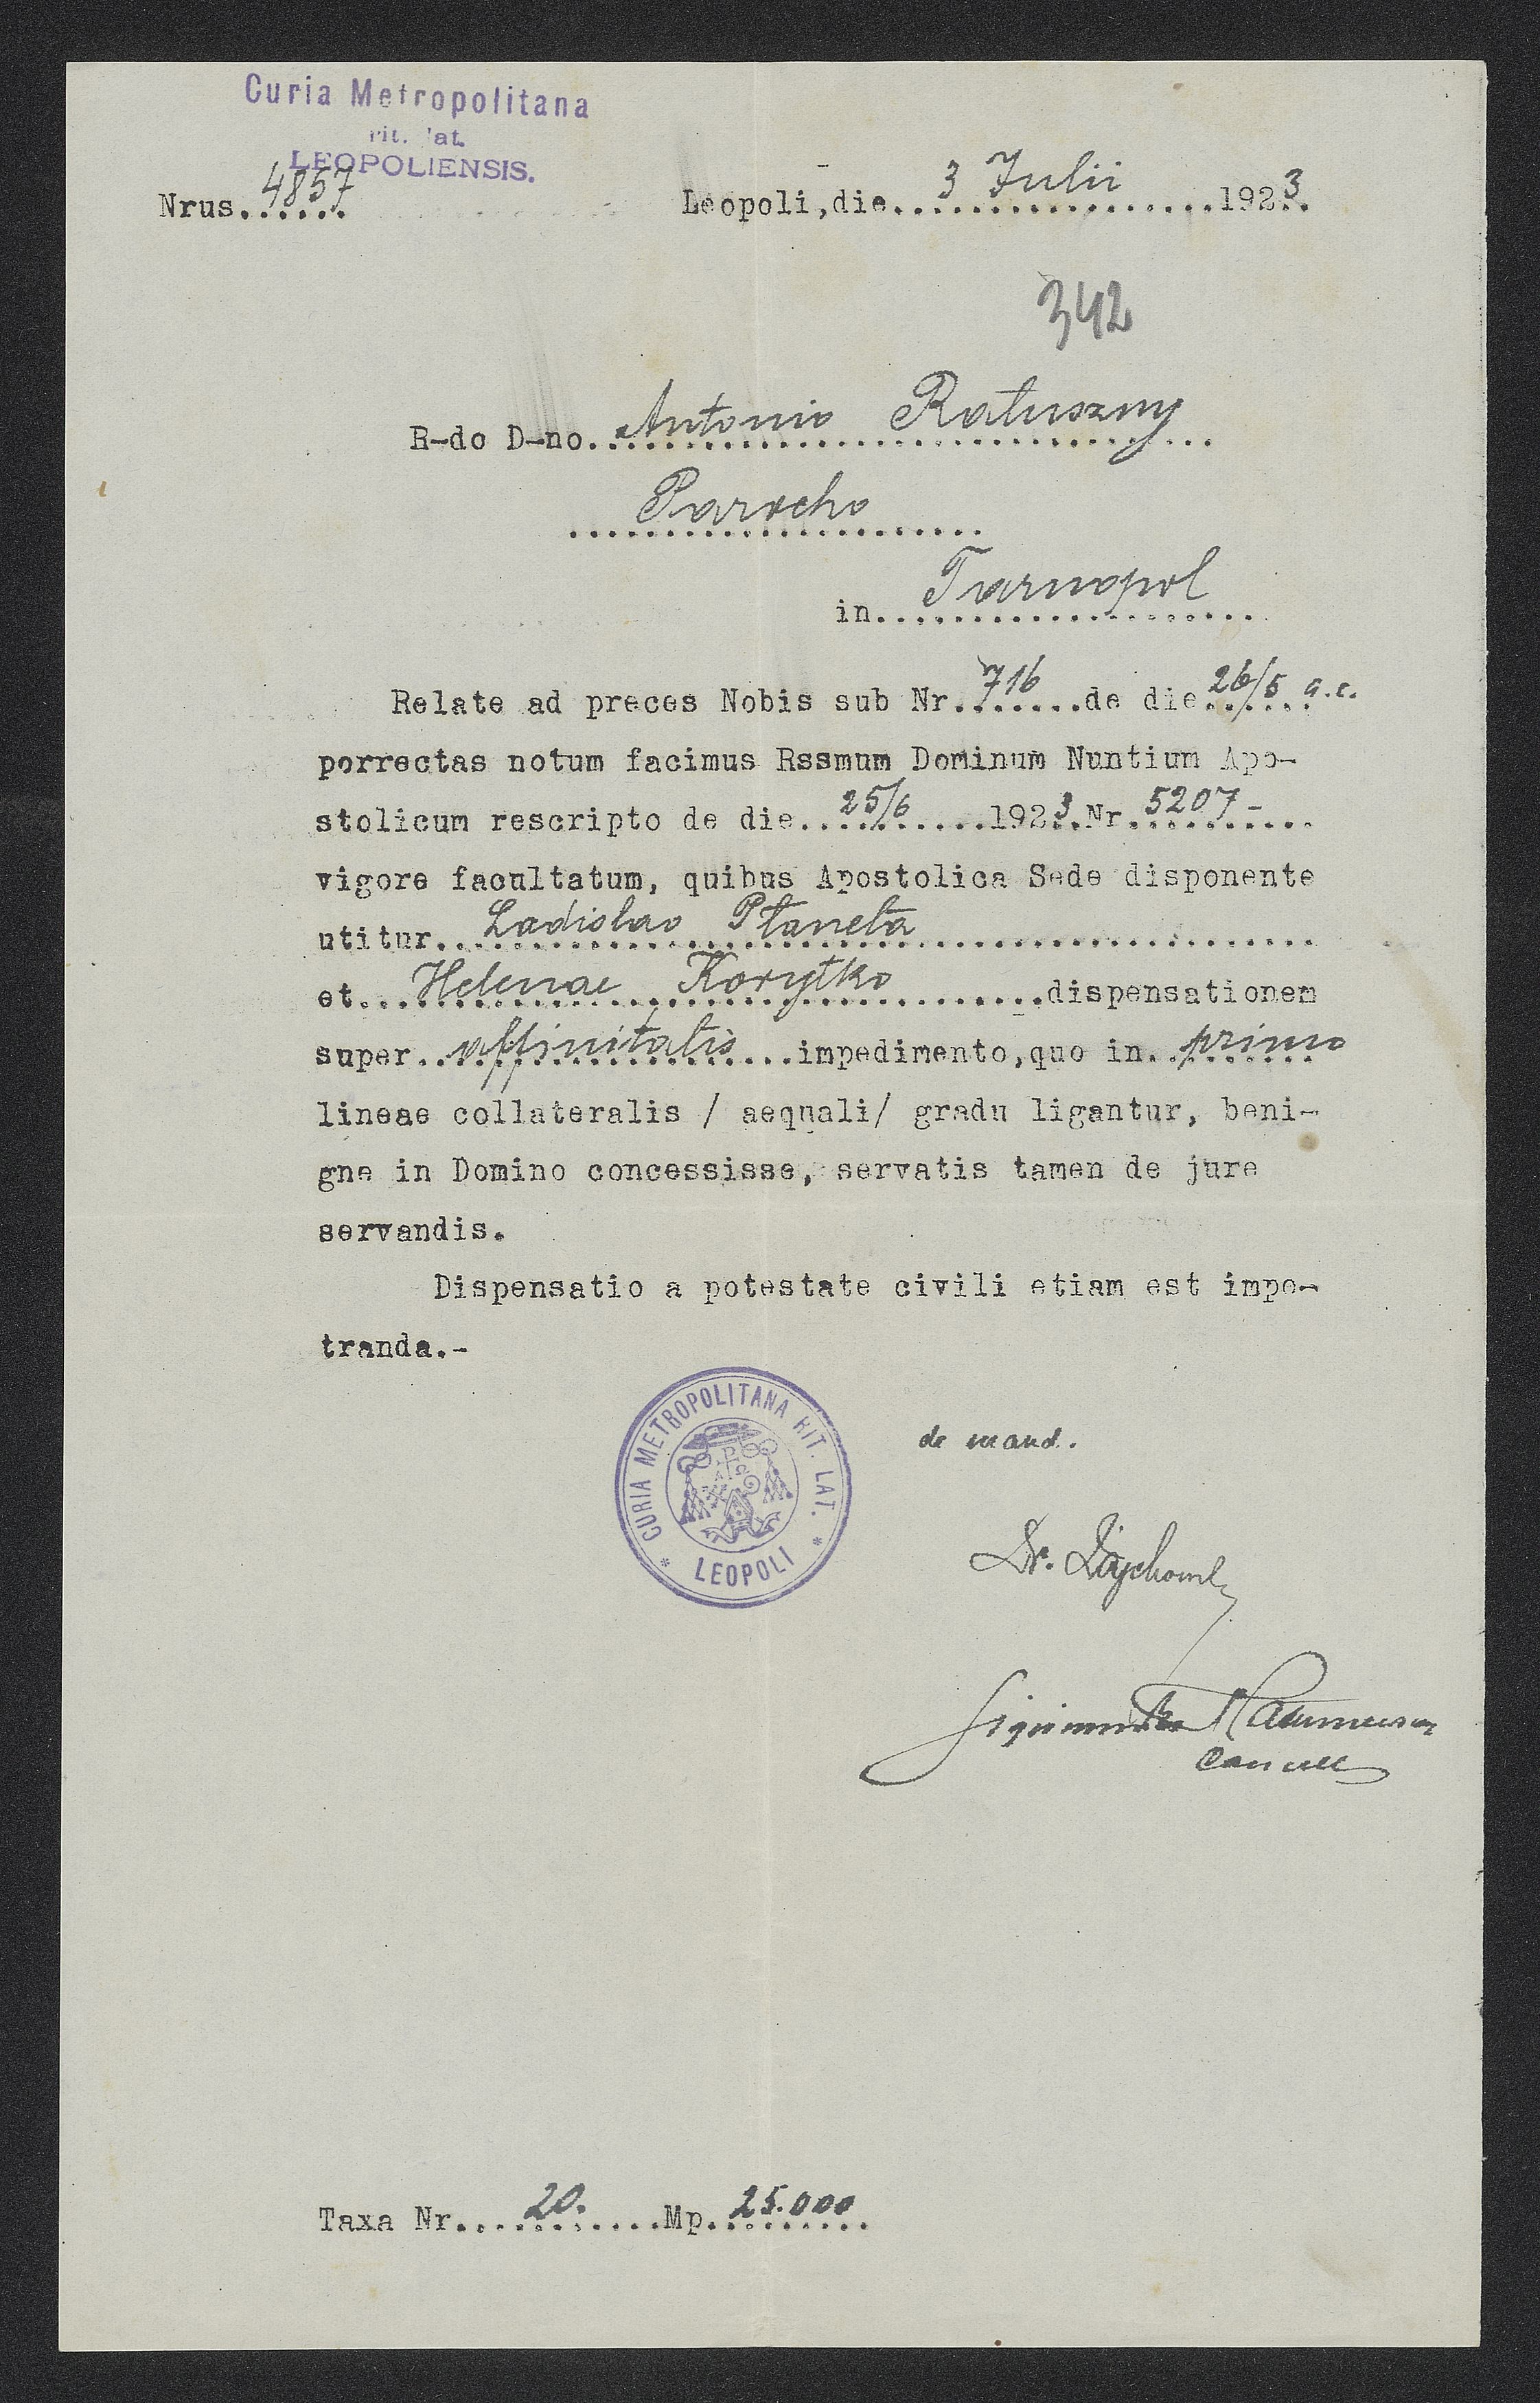 Curia Metropolitana
rit. lat.
LEOPOLIENSIS.
Nrus. 4857
Leopoli, die 3 Julii 1923.
342
R-do D-no. Antonio Ratuszny
Parocho
in Tarnopol
Relate ad preces Nobis sub Nr. 716 de die 26/5 a.c.
porrectas notum facimus Rssmum Dominum Nuntium Apo-
stolicum rescripto de die 25/6 1923. Nr. 5207 -
vigore facultatum, quibus Apostolica Sede disponente
utitur Ladislao Płaneta
et Helenae Korytko dispensationem
super affinitatis impedimento, quo in primo
lineae collateralis / aequali/ gradu ligantur, beni-
gne in Domino concessisse, servatis tamen de jure
servandis.
Dispensatio a potestate civili etiam est impe-
tranda.-
CURIA METROPOLITANA RIT. LAT.
* LEOPOLI *
de mand.
Dr.
Taxa Nr. 20. Mp. 25.000